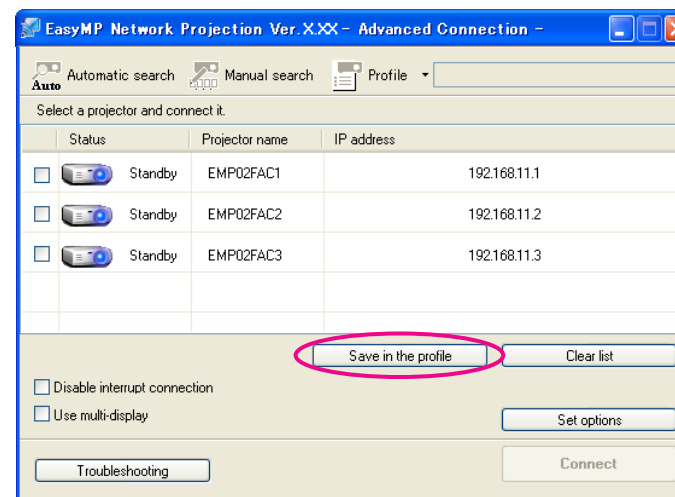 EasyMP Network Projection Ver.X.XX - Advanced Connection -
Auto Automatic search Manual search Profile
Select a projector and connect it.
Status Projector name IP address
Standby EMP02FAC1 192.168.11.1
Standby EMP02FAC2 192.168.11.2
Standby EMP02FAC3 192.168.11.3
Save in the profile Clear list
Disable interrupt connection
Use multi-display
Set options
Troubleshooting Connect